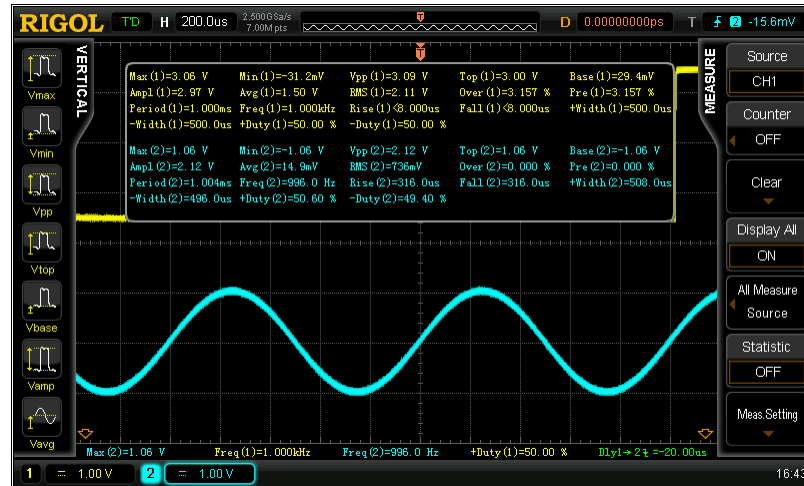 RIGOL T'D H 200.0us 2.500GSa/s 7.00M pts D 0.00000000ps T 2 -15.6mV
VERTICAL
Vmax
Vmin
Vpp
Vtop
Vbase
Vamp
Vavg
Max(1)=3.06 V Min(1)=-31.2mV Vpp(1)=3.09 V Top(1)=3.00 V Base(1)=29.4mV
Ampl(1)=2.97 V Avg(1)=1.50 V RMS(1)=2.11 V Over(1)=3.157 % Pre(1)=3.157 %
Period(1)=1.000ms Freq(1)=1.000kHz Rise(1)<8.000us Fall(1)<8.000us +Width(1)=500.0us
-Width(1)=500.0us +Duty(1)=50.00 % -Duty(1)=50.00 %
Max(2)=1.06 V Min(2)=-1.06 V Vpp(2)=2.12 V Top(2)=1.06 V Base(2)=-1.06 V
Ampl(2)=2.12 V Avg(2)=14.9mV RMS(2)=736mV Over(2)=0.000 % Pre(2)=0.000 %
Period(2)=1.004ms Freq(2)=996.0 Hz Rise(2)=316.0us Fall(2)=316.0us +Width(2)=508.0us
-Width(2)=496.0us +Duty(2)=50.60 % -Duty(2)=49.40 %
MEASURE
Source
CH1
Counter
OFF
Clear
Display All
ON
All Measure
Source
Statistic
OFF
Meas.Setting
T
Max(2)=1.06 V Freq(1)=1.000kHz Freq(2)=996.0 Hz +Duty(1)=50.00 % Dly1→2=-20.00us
1 = 1.00 V 2 = 1.00 V 16:43